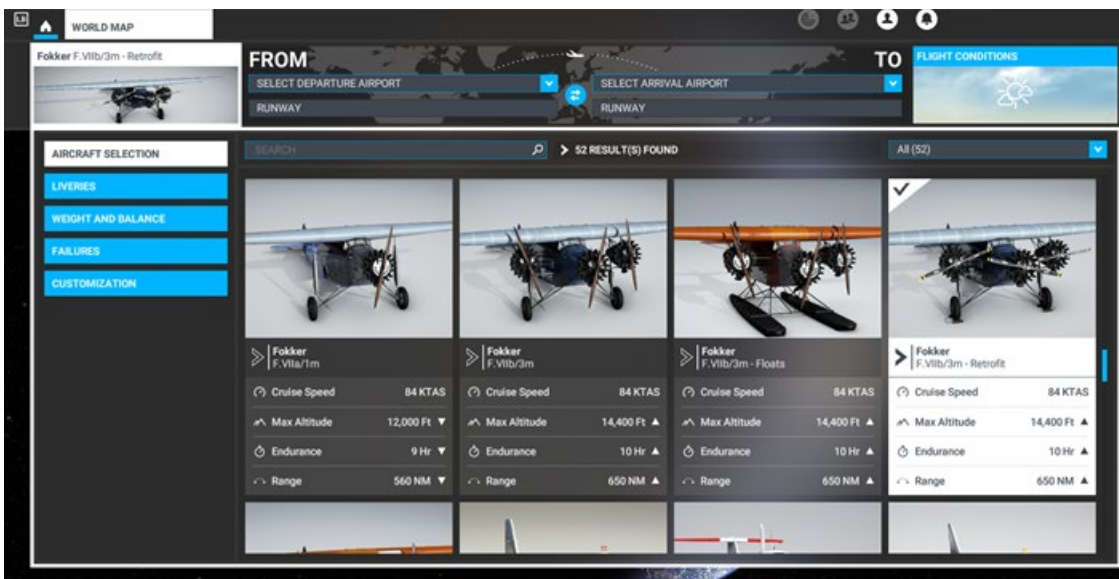 LB
WORLD MAP
Fokker F.VIIb/3m - Retrofit
FROM
TO
SELECT DEPARTURE AIRPORT
SELECT ARRIVAL AIRPORT
RUNWAY
RUNWAY
FLIGHT CONDITIONS
AIRCRAFT SELECTION
LIVERIES
WEIGHT AND BALANCE
FAILURES
CUSTOMIZATION
SEARCH
52 RESULT(S) FOUND
All (52)
Fokker
F.VIIa/1m
Cruise Speed 84 KTAS
Max Altitude 12,000 Ft ▼
Endurance 9 Hr ▼
Range 560 NM ▼
Fokker
F.VIIb/3m
Cruise Speed 84 KTAS
Max Altitude 14,400 Ft ▲
Endurance 10 Hr ▲
Range 650 NM ▲
Fokker
F.VIIb/3m - Floats
Cruise Speed 84 KTAS
Max Altitude 14,400 Ft ▲
Endurance 10 Hr ▲
Range 650 NM ▲
Fokker
F.VIIb/3m - Retrofit
Cruise Speed 84 KTAS
Max Altitude 14,400 Ft ▲
Endurance 10 Hr ▲
Range 650 NM ▲